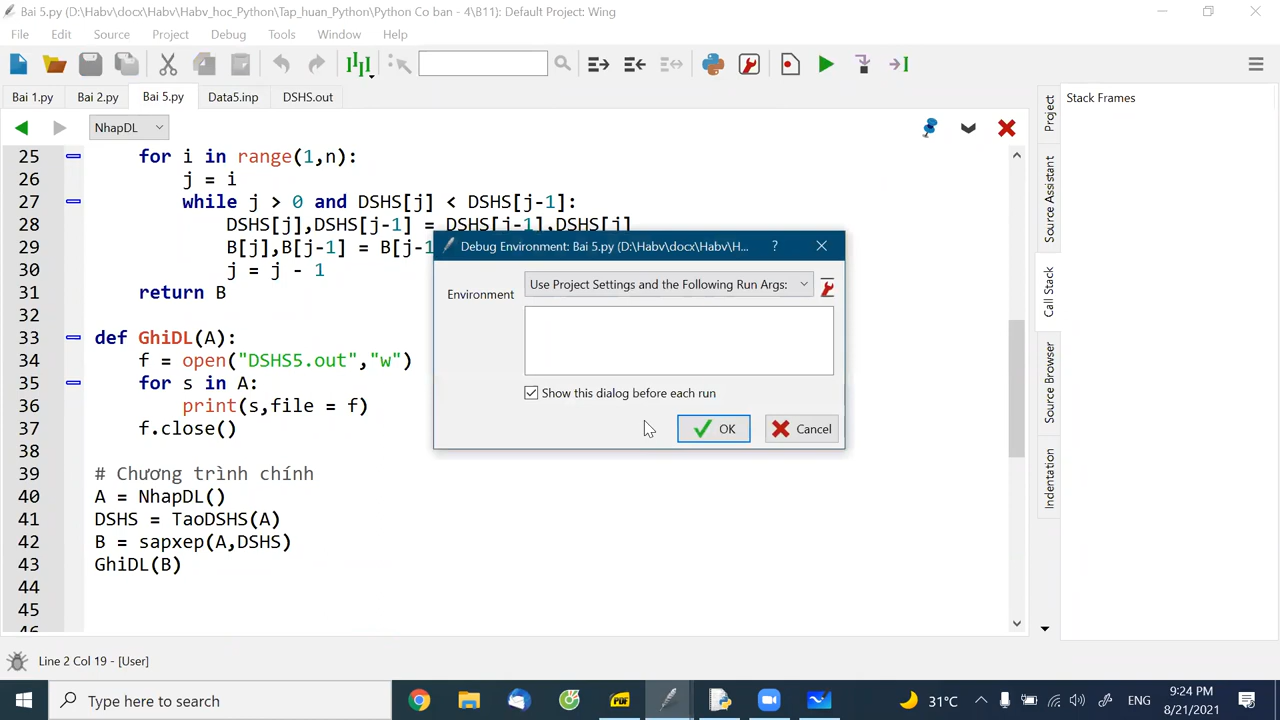 Bai 5.py (D:\Habv\docx\Habv\Habv_hoc_Python\Tap_huan_Python\Python Co ban - 4\B11): Default Project: Wing
File Edit Source Project Debug Tools Window Help
Bai 1.py Bai 2.py Bai 5.py Data5.inp DSHS.out
NhapDL
25 for i in range(1,n):
26 j = i
27 while j > 0 and DSHS[j] < DSHS[j-1]:
28 DSHS[j],DSHS[j-1] = DSHS[j-1],DSHS[j]
29 B[j],B[j-1] = B[j-1
30 j = j - 1
31 return B
32
33 def GhiDL(A):
34 f = open("DSHS5.out","w")
35 for s in A:
36 print(s,file = f)
37 f.close()
38
39 # Chương trình chính
40 A = NhapDL()
41 DSHS = TaoDSHS(A)
42 B = sapxep(A,DSHS)
43 GhiDL(B)
44
45
Debug Environment: Bai 5.py (D:\Habv\docx\Habv\H... ?
Environment
Use Project Settings and the Following Run Args:
Show this dialog before each run
OK Cancel
Stack Frames
Project
Source Assistant
Call Stack
Source Browser
Indentation
Line 2 Col 19 - [User]
Type here to search
PDF
31°C
ENG
9:24 PM
8/21/2021